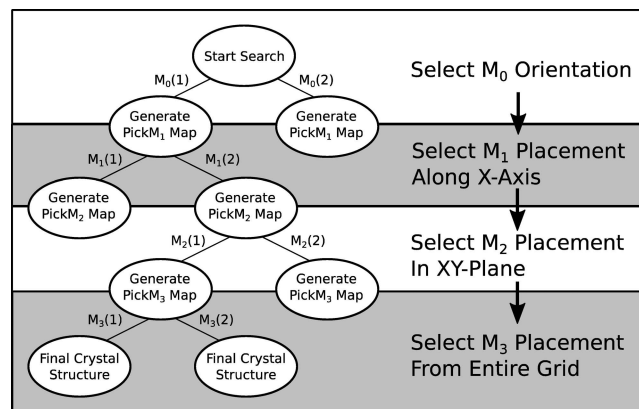 Start Search
Select M₀ Orientation
M₀(1)
M₀(2)
Generate
PickM₁ Map
Generate
PickM₁ Map
Select M₁ Placement
Along X-Axis
M₁(1)
M₁(2)
Generate
PickM₂ Map
Generate
PickM₂ Map
Select M₂ Placement
In XY-Plane
M₂(1)
M₂(2)
Generate
PickM₃ Map
Generate
PickM₃ Map
Select M₃ Placement
From Entire Grid
M₃(1)
M₃(2)
Final Crystal
Structure
Final Crystal
Structure